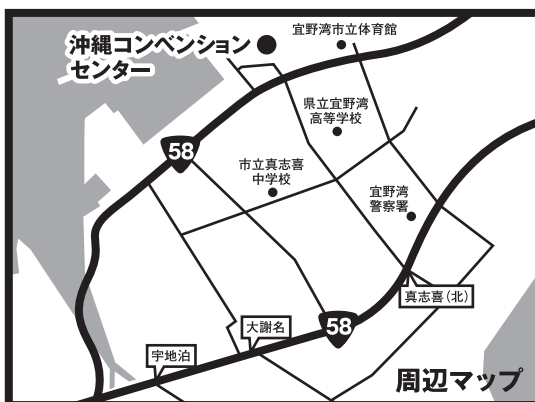 宜野湾市立体育館
沖縄コンベンション
センター
県立宜野湾
高等学校
58
市立真志喜
中学校
宜野湾
警察署
真志喜（北）
大謝名
58
宇地泊
周辺マップ